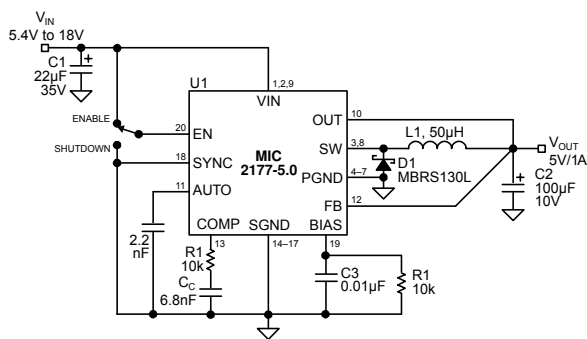 VIN
5.4V to 18V
C1
22µF
35V
U1
1,2,9
VIN
ENABLE
SHUTDOWN
20
EN
18
SYNC
11
AUTO
MIC
2177-5.0
OUT
10
SW
3,8
L1, 50µH
PGND
4–7
D1
MBRS130L
FB
12
VOUT
5V/1A
C2
100µF
10V
COMP
13
SGND
14–17
BIAS
19
2.2
nF
R1
10k
CC
6.8nF
C3
0.01µF
R1
10k